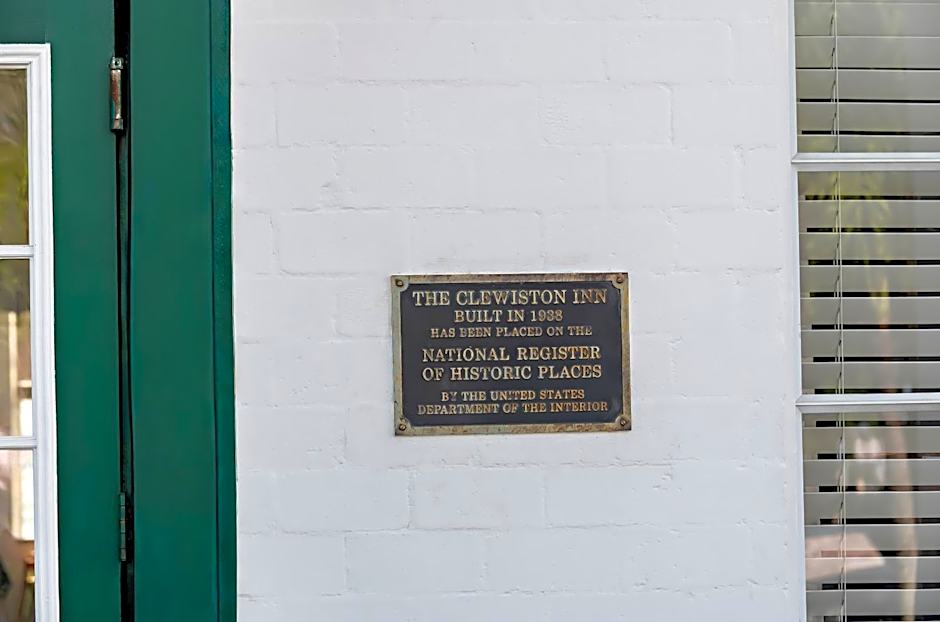 THE CLEWISTON INN
BUILT IN 1938
HAS BEEN PLACED ON THE
NATIONAL REGISTER
OF HISTORIC PLACES
BY THE UNITED STATES
DEPARTMENT OF THE INTERIOR